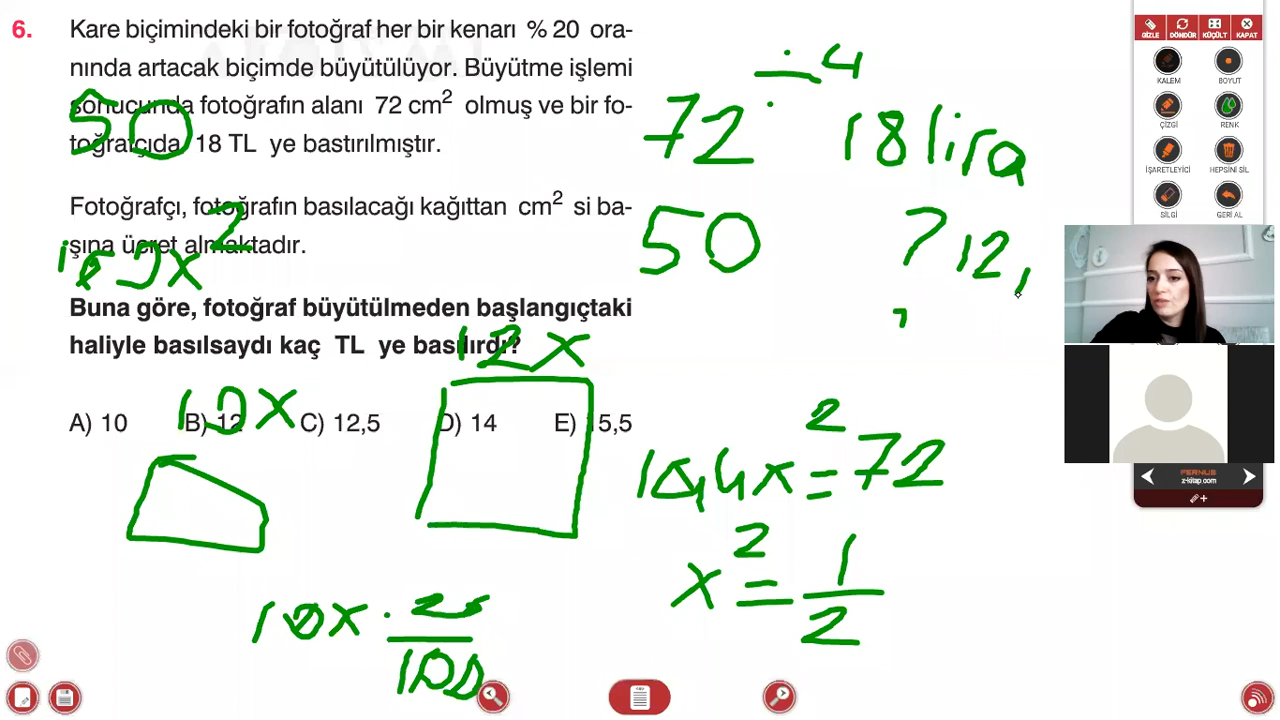 6. Kare biçimindeki bir fotoğraf her bir kenarı % 20 ora-
nında artacak biçimde büyütülüyor. Büyütme işlemi
sonucunda fotoğrafın alanı 72 cm² olmuş ve bir fo-
toğrafçıda 18 TL ye bastırılmıştır.
Fotoğrafçı, fotoğrafın basılacağı kağıttan cm² si ba-
şına ücret almaktadır.
Buna göre, fotoğraf büyütülmeden başlangıçtaki
haliyle basılsaydı kaç TL ye basılırdı?
A) 10 B) 12 C) 12,5 D) 14 E) 15,5
50
2
10x
12x
10x . 20
100
÷4
72 18 lira
50 ? 12,
x² = 1
2
72
GİZLE DÖNDÜR KÜÇÜLT KAPAT
KALEM BOYUT
ÇİZGİ RENK
İŞARETLEYİCİ HEPSİNİ SİL
SİLGİ GERİ AL
FERNUS
z-kitap.com